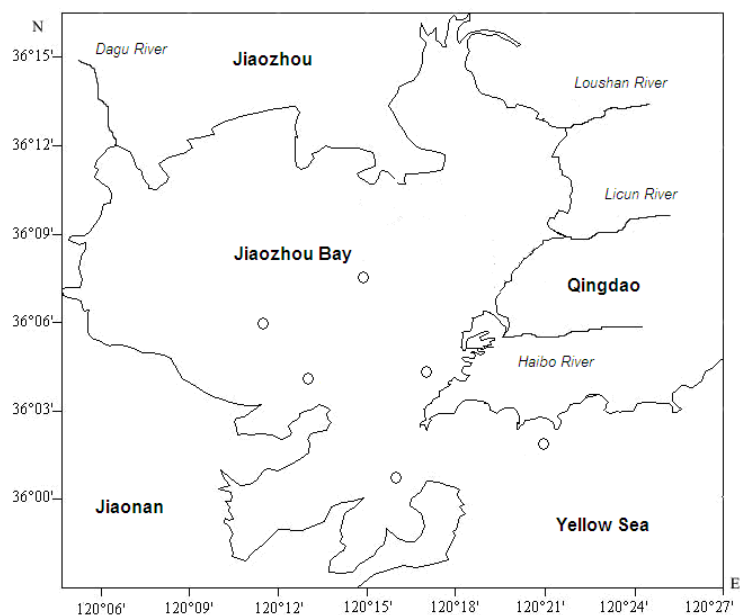 N
Dagu River
36°15'
Jiaozhou
Loushan River
36°12'
Licun River
36°09'
Jiaozhou Bay
Qingdao
36°06'
Haibo River
36°03'
36°00'
Jiaonan
Yellow Sea
E
120°06' 120°09' 120°12' 120°15' 120°18' 120°21' 120°24' 120°27'